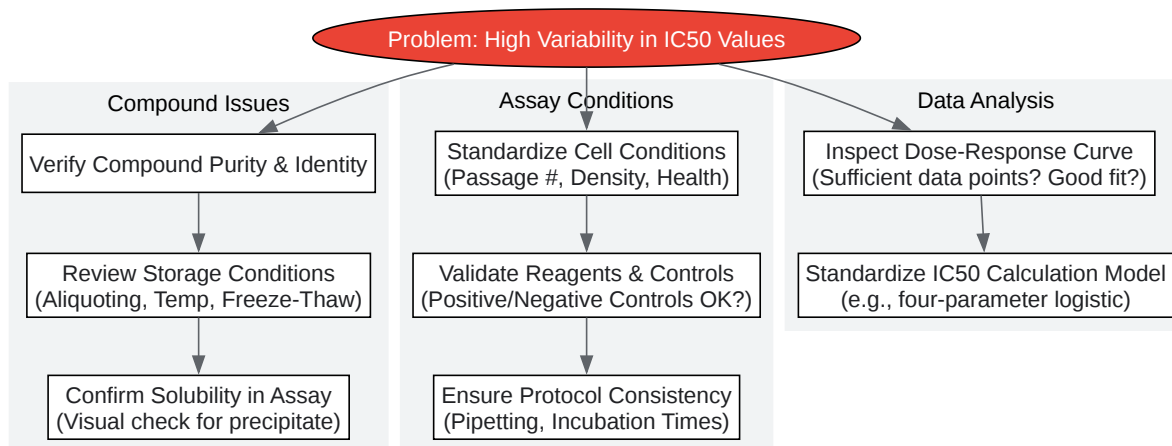 Problem: High Variability in IC50 Values
Compound Issues
Verify Compound Purity & Identity
Review Storage Conditions
(Aliquoting, Temp, Freeze-Thaw)
Confirm Solubility in Assay
(Visual check for precipitate)
Assay Conditions
Standardize Cell Conditions
(Passage #, Density, Health)
Validate Reagents & Controls
(Positive/Negative Controls OK?)
Ensure Protocol Consistency
(Pipetting, Incubation Times)
Data Analysis
Inspect Dose-Response Curve
(Sufficient data points? Good fit?)
Standardize IC50 Calculation Model
(e.g., four-parameter logistic)